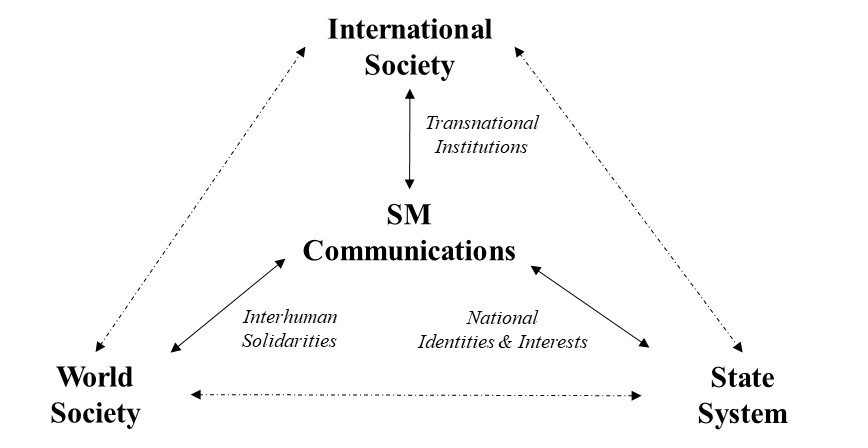 International
Society
Transnational
Institutions
SM
Communications
Interhuman
Solidarities
National
Identities & Interests
World
Society
State
System